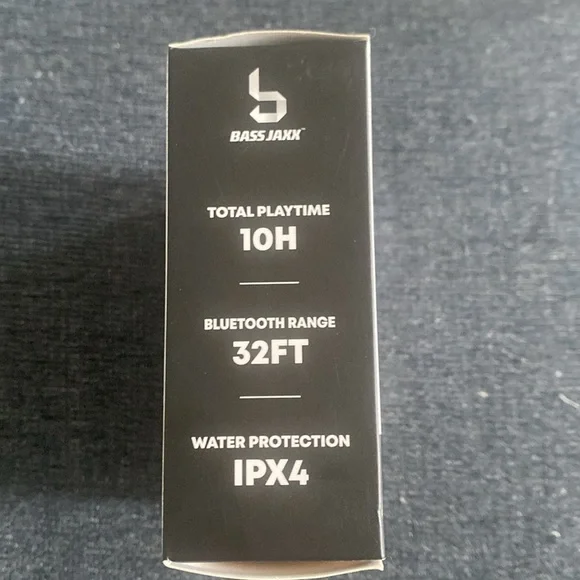 BASS JAXX™
TOTAL PLAYTIME
10H
BLUETOOTH RANGE
32FT
WATER PROTECTION
IPX4